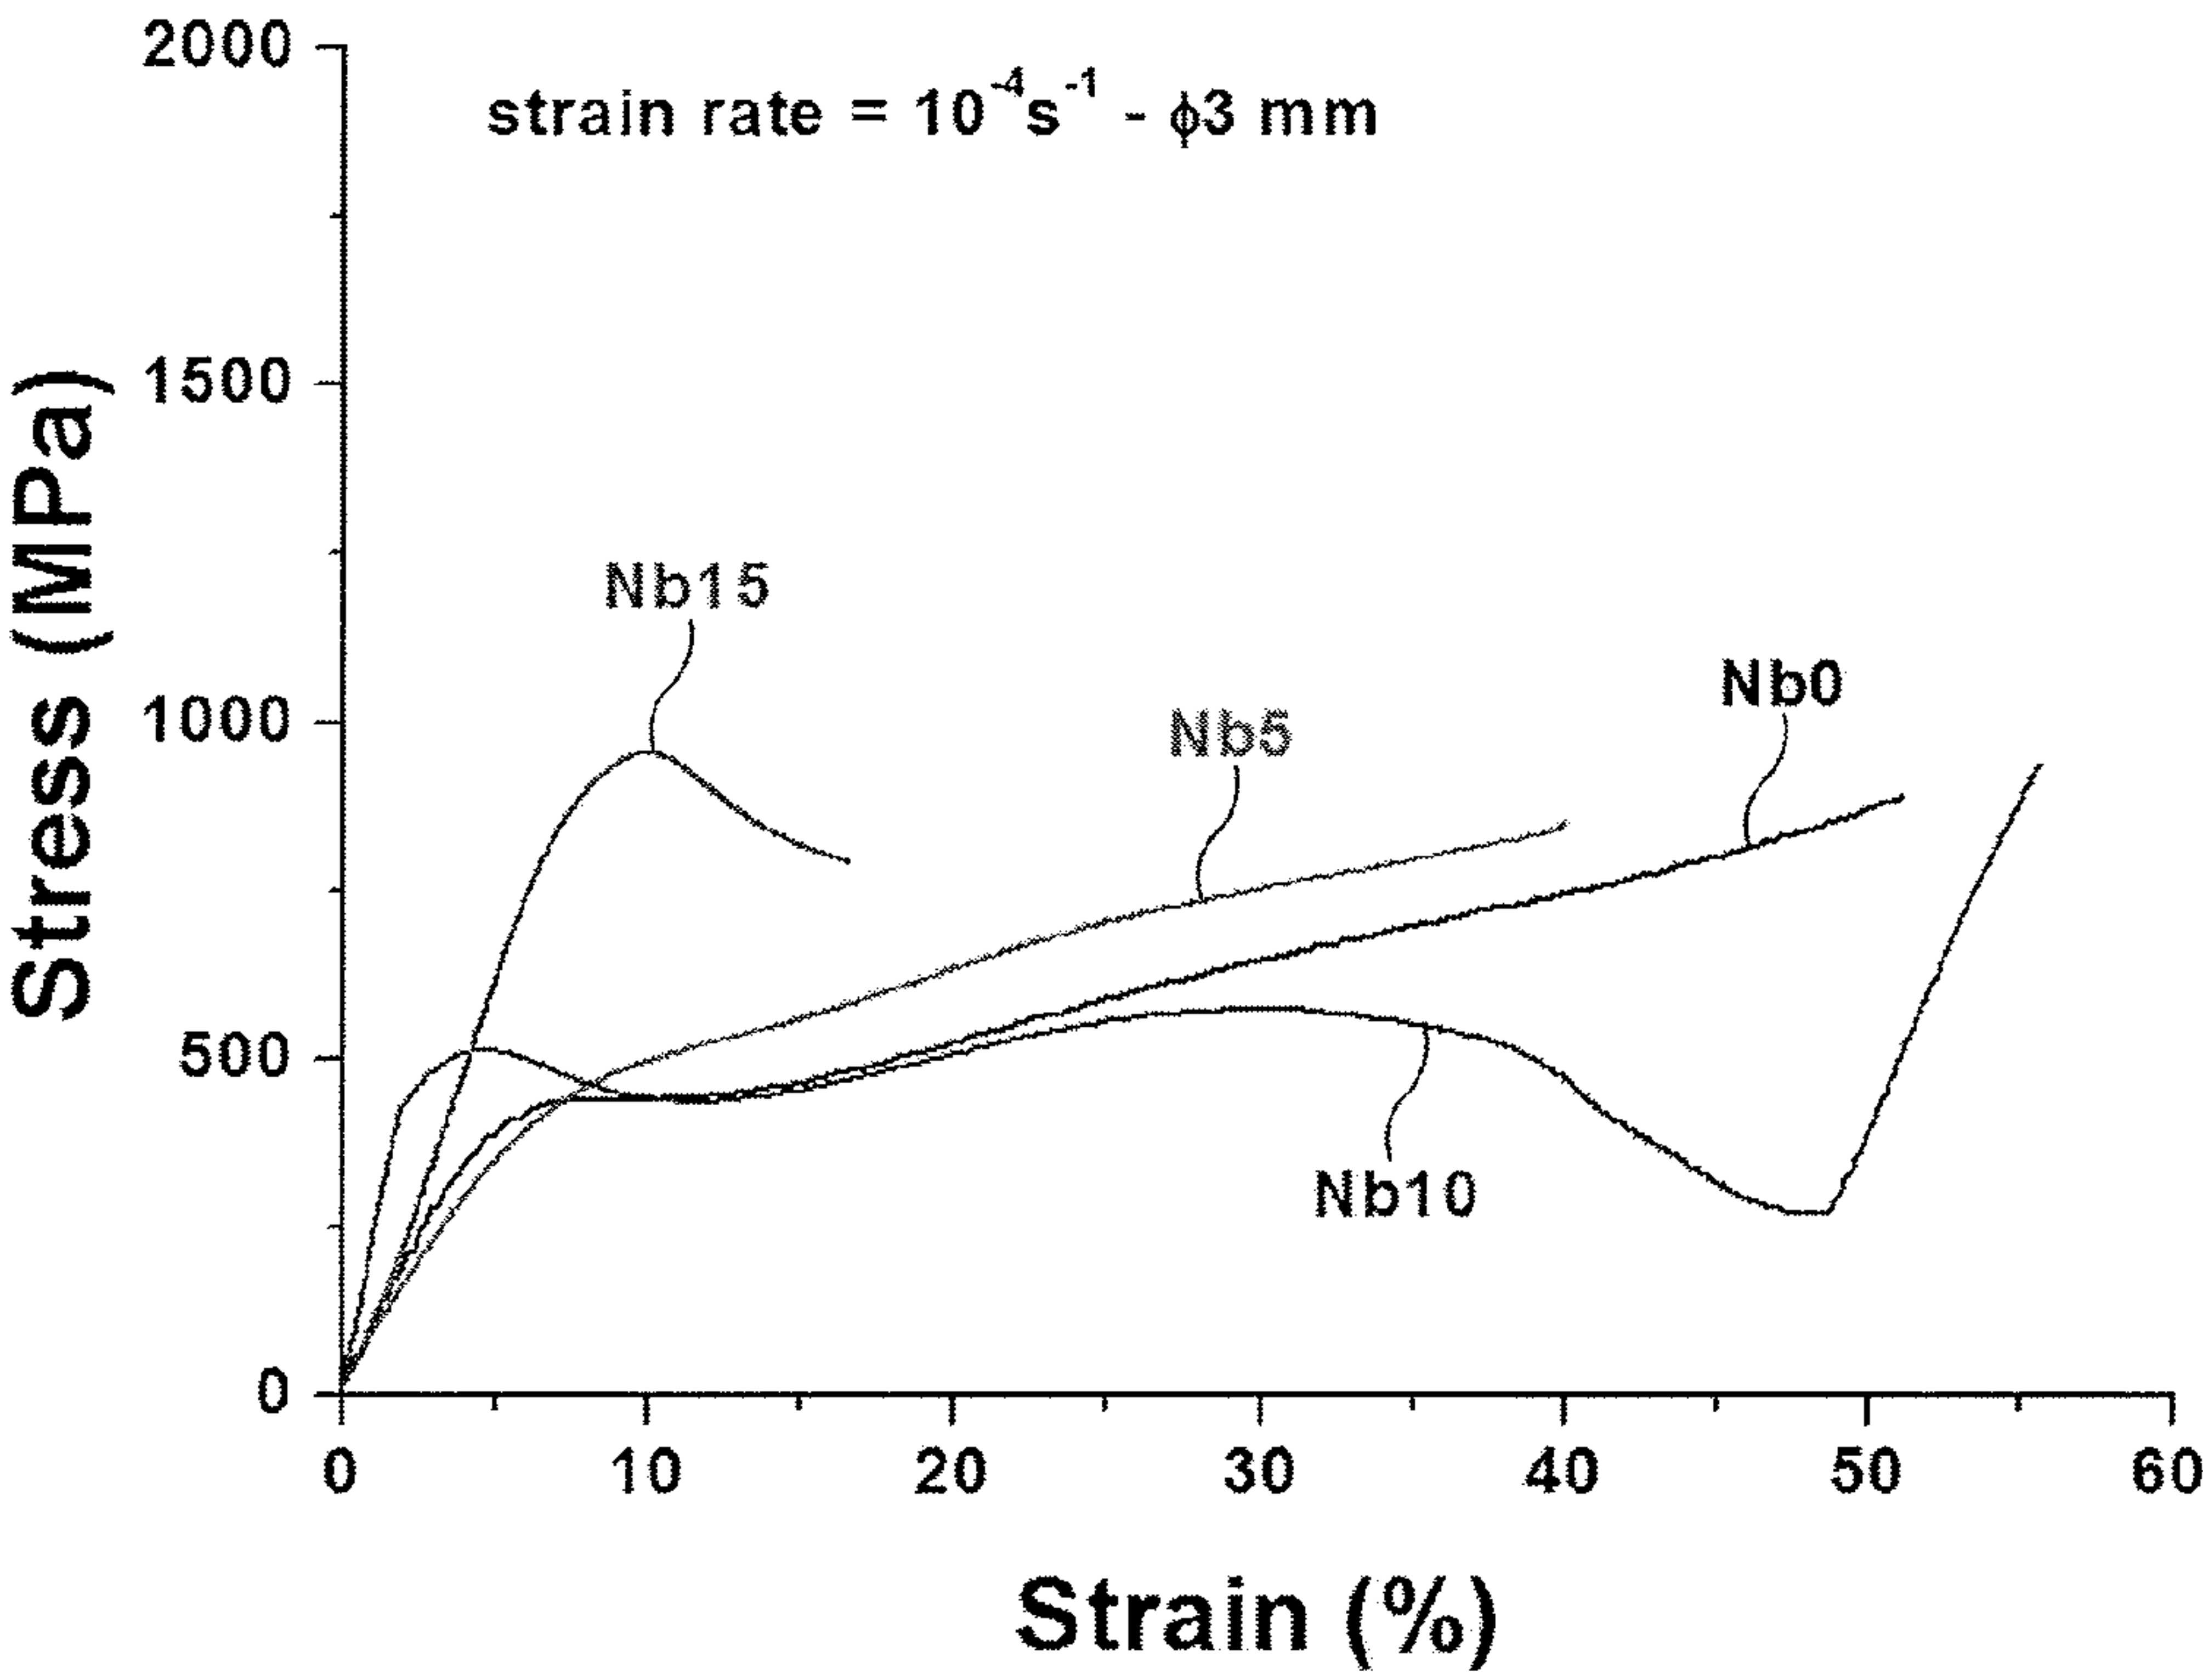 2000
strain rate = 10⁻⁴s⁻¹ - ϕ3 mm
1500
Nb15
Nb0
1000
Nb5
Stress (MPa)
500
Nb10
0
0 10 20 30 40 50 60
Strain (%)